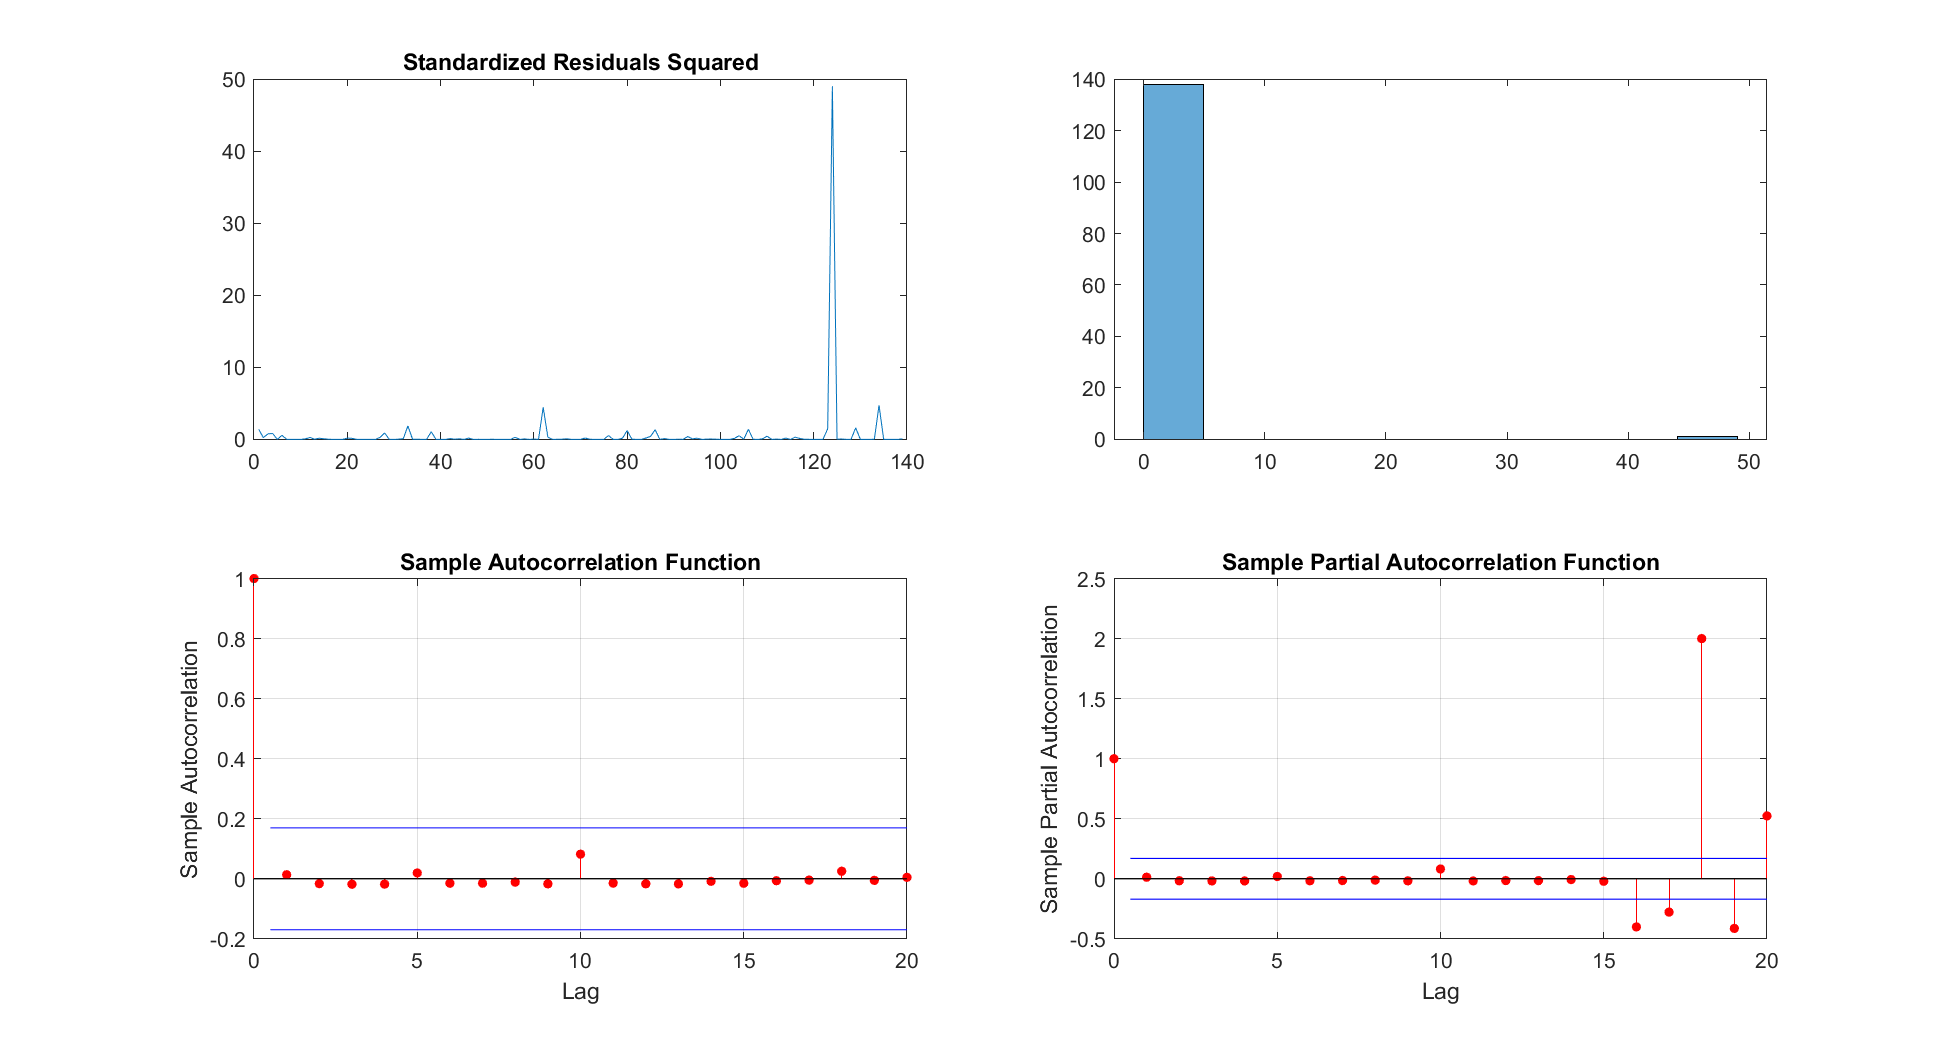 Standardized Residuals Squared
50
40
30
20
10
0
0 20 40 60 80 100 120 140
140
120
100
80
60
40
20
0
0 10 20 30 40 50
Sample Autocorrelation Function
1
0.8
0.6
0.4
0.2
0
-0.2
Sample Autocorrelation
0 5 10 15 20
Lag
Sample Partial Autocorrelation Function
2.5
2
1.5
1
0.5
0
-0.5
Sample Partial Autocorrelation
0 5 10 15 20
Lag